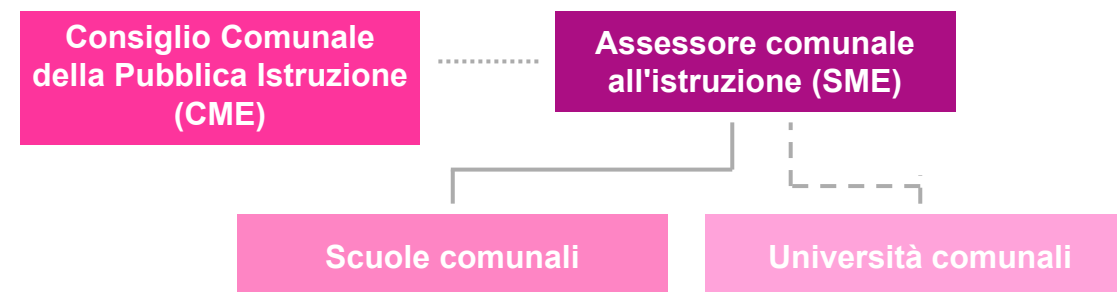 Consiglio Comunale
della Pubblica Istruzione
(CME)
Assessore comunale
all'istruzione (SME)
Scuole comunali
Università comunali